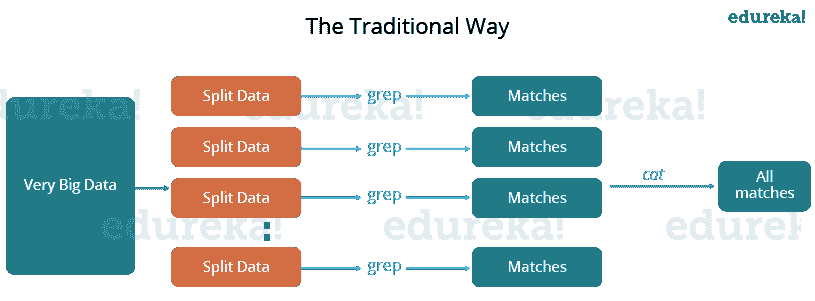 edureka!
The Traditional Way
Very Big Data
Split Data
grep
Matches
Split Data
grep
Matches
Split Data
grep
Matches
Split Data
grep
Matches
cat
All
matches
edureka!
edureka!
edureka!
edureka!
edureka!
edureka!